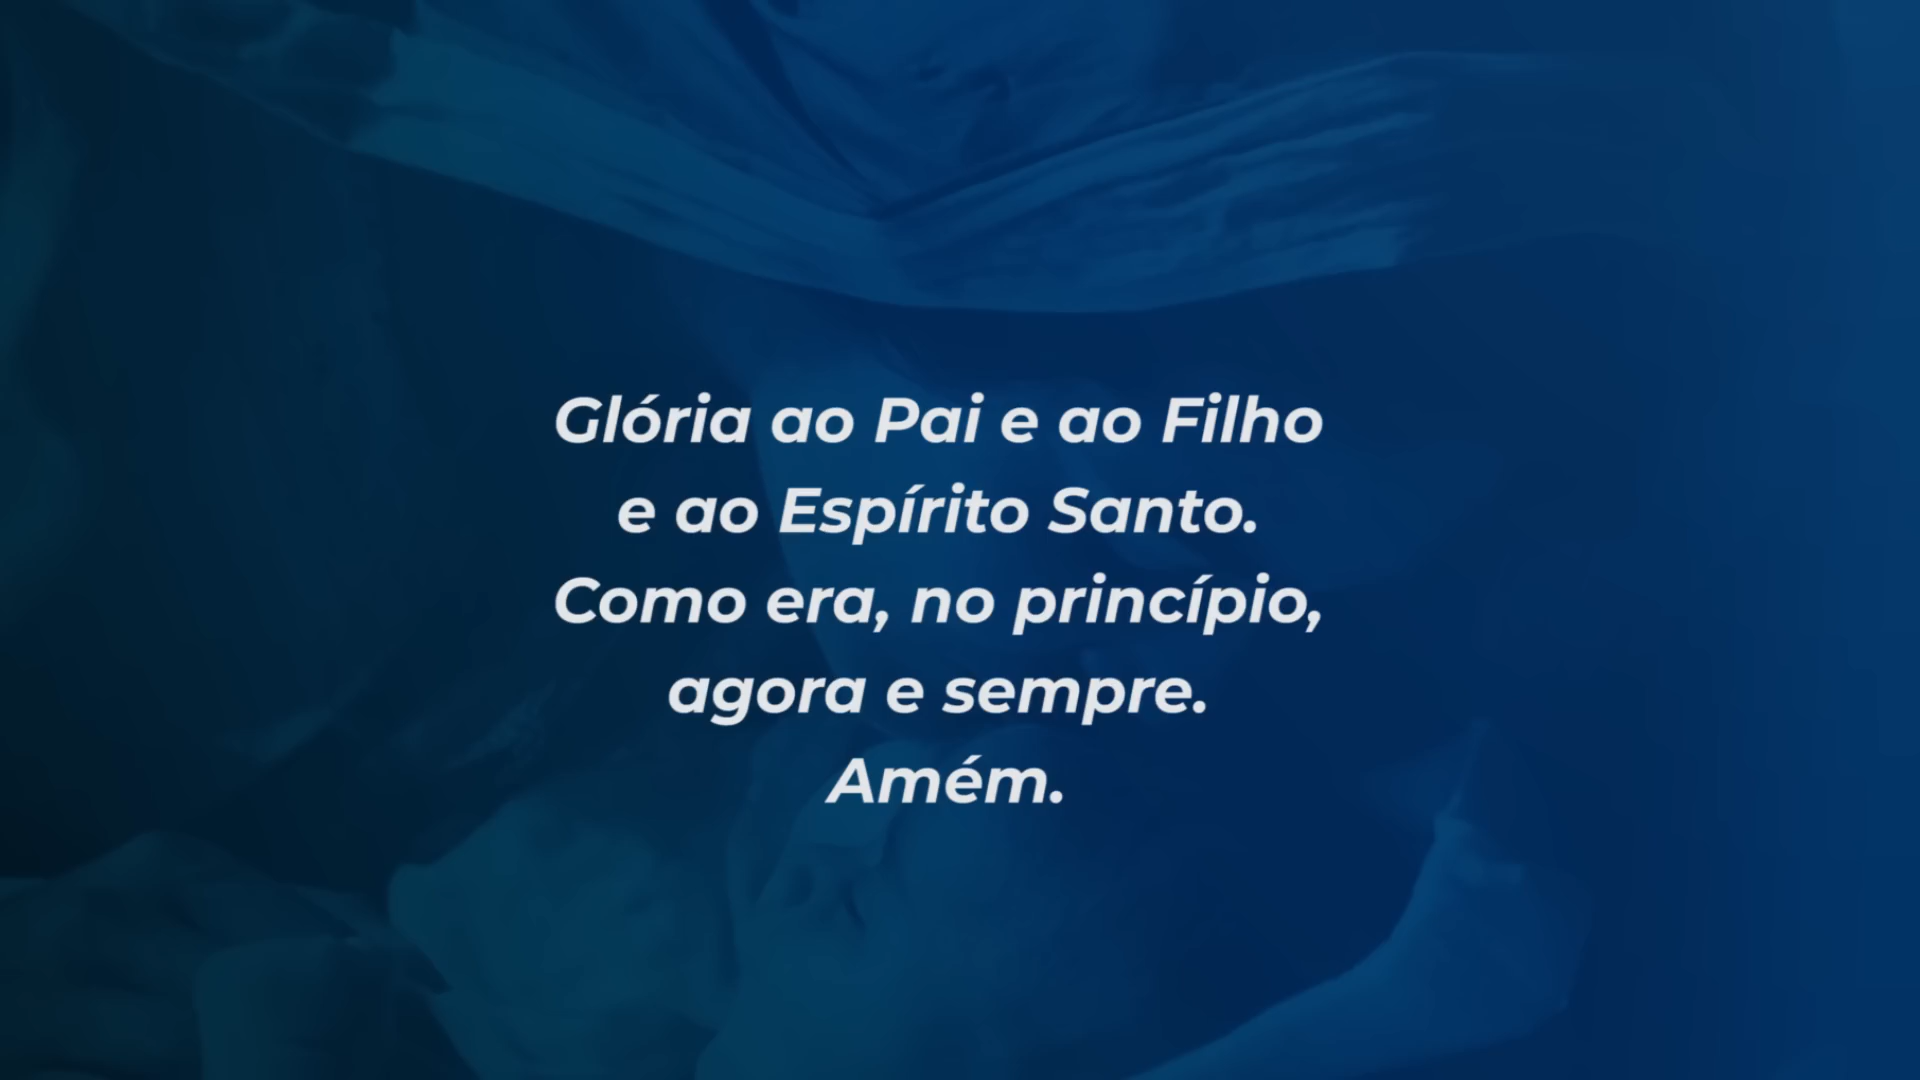 Glória ao Pai e ao Filho
e ao Espírito Santo.
Como era, no princípio,
agora e sempre.
Amém.